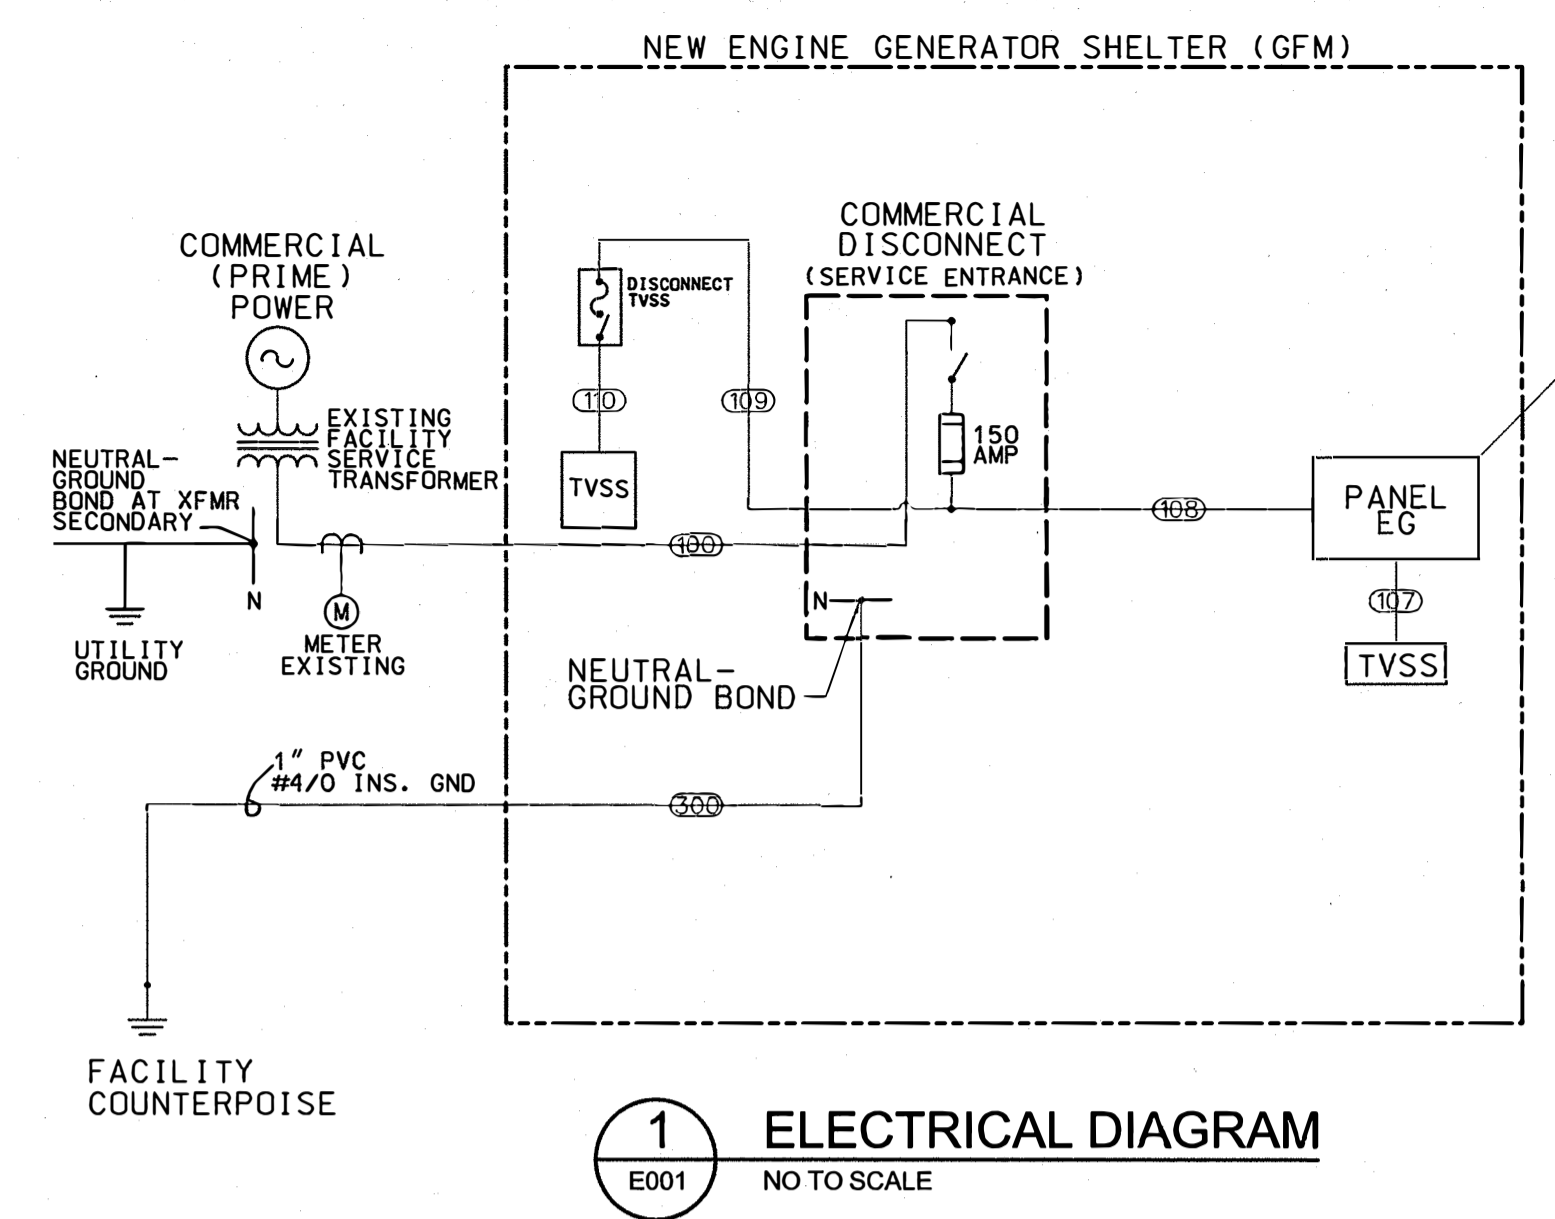 NEW ENGINE GENERATOR SHELTER (GFM)
COMMERCIAL
(PRIME)
POWER
EXISTING
FACILITY
SERVICE
TRANSFORMER
NEUTRAL-
GROUND
BOND AT XFMR
SECONDARY
N
UTILITY
GROUND
M
METER
EXISTING
DISCONNECT
TVSS
110
109
TVSS
COMMERCIAL
DISCONNECT
(SERVICE ENTRANCE)
150
AMP
100
108
PANEL
EG
107
TVSS
N
NEUTRAL-
GROUND BOND
1" PVC
#4/0 INS. GND
300
FACILITY
COUNTERPOISE
1
E001
ELECTRICAL DIAGRAM
NO TO SCALE